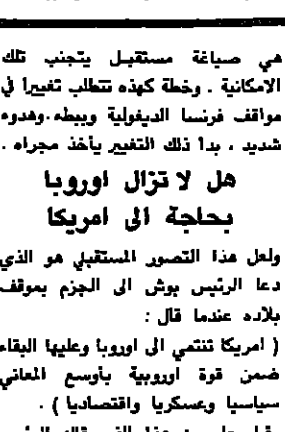 هي صياغة مستقبل يتجنب تلك
الامكانية . وخطة كهذه تتطلب تغييرا في
مواقف فرنسا الديغولية وببطء .وهدوء
شديد ، بدا ذلك التغيير يأخذ مجراه .
هل لا تزال اوروبا
بحاجة الى امريكا
ولعل هذا التصور المستقبلي هو الذي
دعا الرئيس بوش الى الجزم بموقف
بلاده عندما قال :
( امريكا تنتمي الى اوروبا وعليها البقاء
ضمن قوة اوروبية بأوسع المعاني
سياسيا وعسكريا واقتصاديا ) .